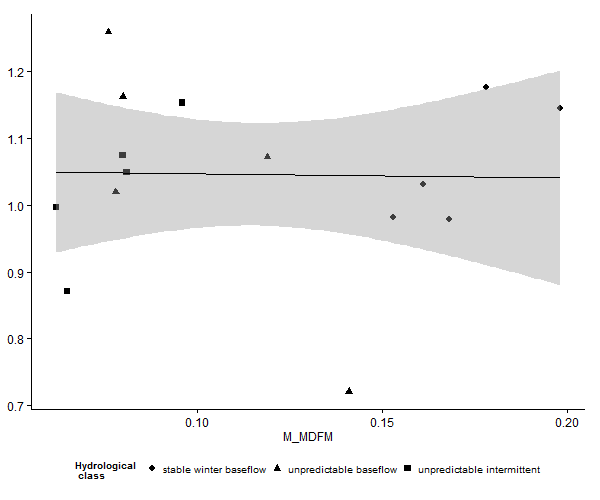 1.2
1.1
1.0
0.9
0.8
0.7
0.10 0.15 0.20
M_MDFM
Hydrological
class
stable winter baseflow unpredictable baseflow unpredictable intermittent